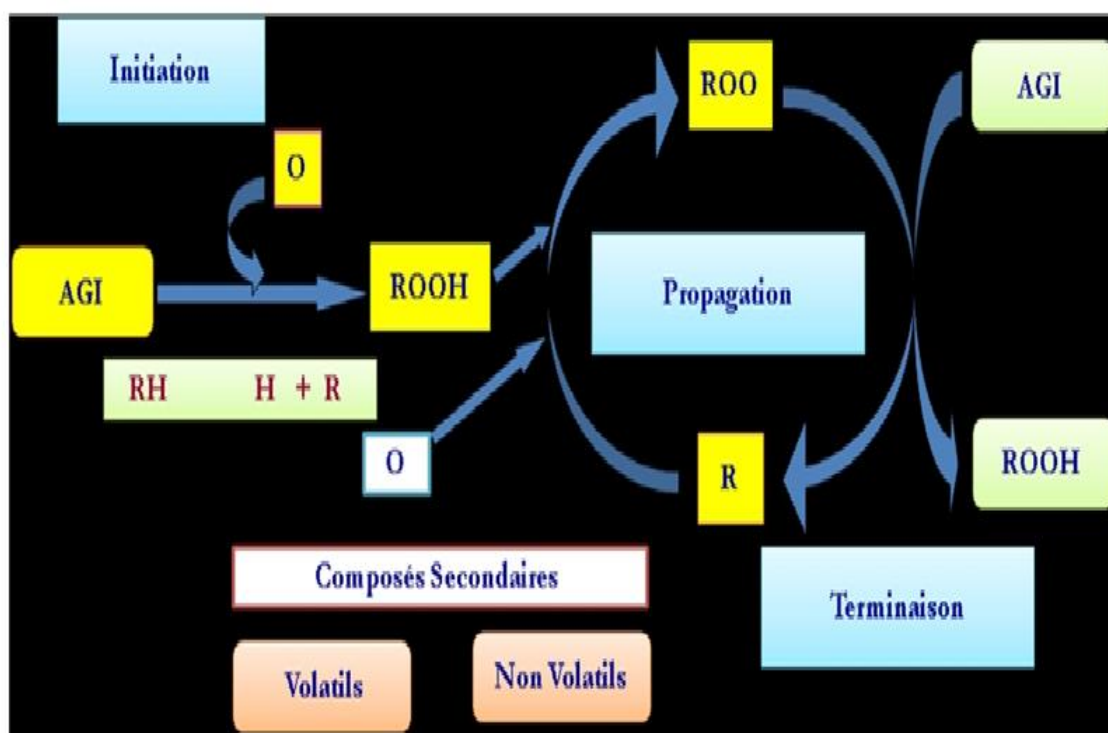 Initiation
ROO
AGI
O
AGI
ROOH
Propagation
RH H + R
O
R
ROOH
Composés Secondaires
Terminaison
Volatils
Non Volatils